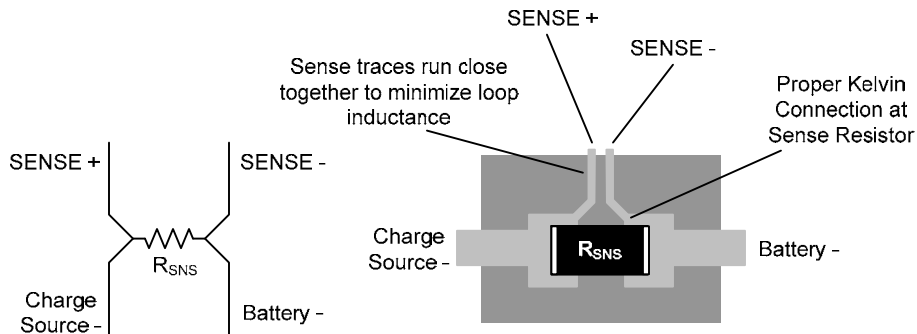 SENSE +
SENSE -
Sense traces run close
together to minimize loop
inductance
Proper Kelvin
Connection at
Sense Resistor
SENSE +
SENSE -
RSNS
Charge
Source -
Battery -
Charge
Source -
RSNS
Battery -